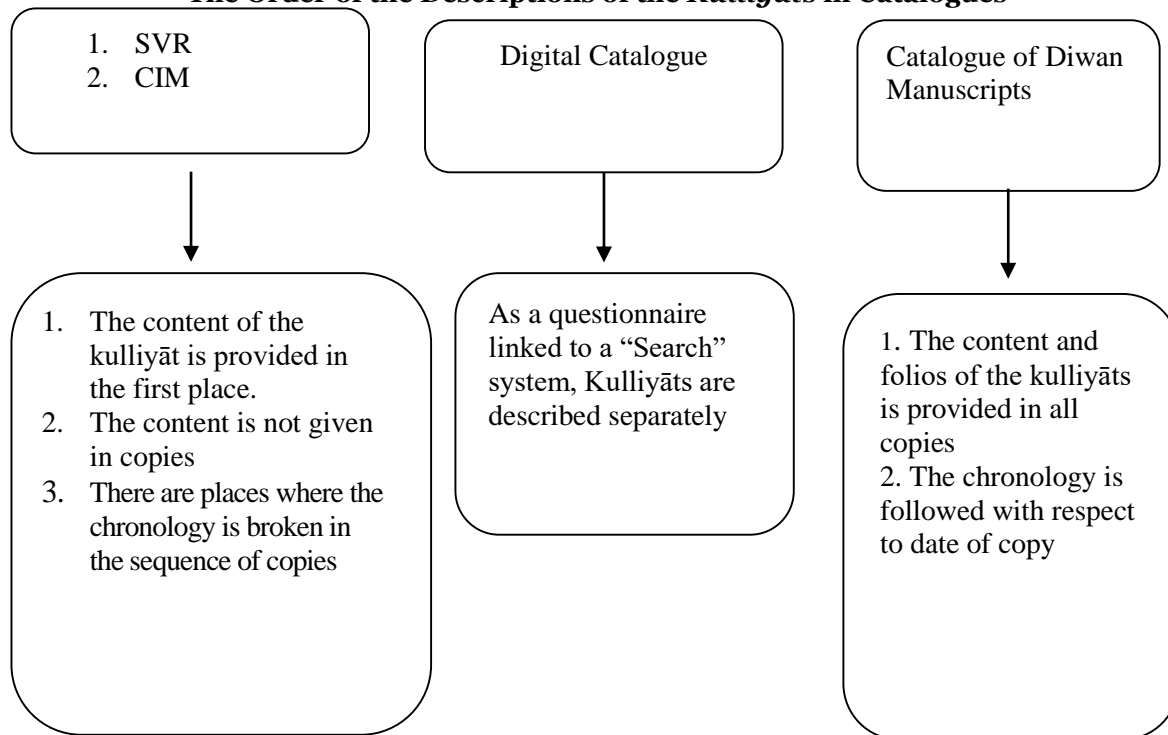 The Order of the Descriptions of the Kulliyāts in Catalogues
1. SVR
2. CIM
Digital Catalogue
Catalogue of Diwan
Manuscripts
1. The content of the
kulliyāt is provided in
the first place.
2. The content is not given
in copies
3. There are places where the
chronology is broken in
the sequence of copies
As a questionnaire
linked to a “Search”
system, Kulliyāts are
described separately
1. The content and
folios of the kulliyāts
is provided in all
copies
2. The chronology is
followed with respect
to date of copy